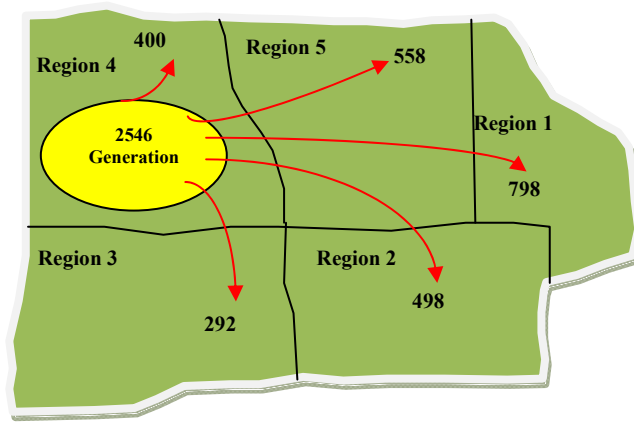 400
Region 4
Region 5
558
Region 1
2546
Generation
798
Region 3
Region 2
292
498